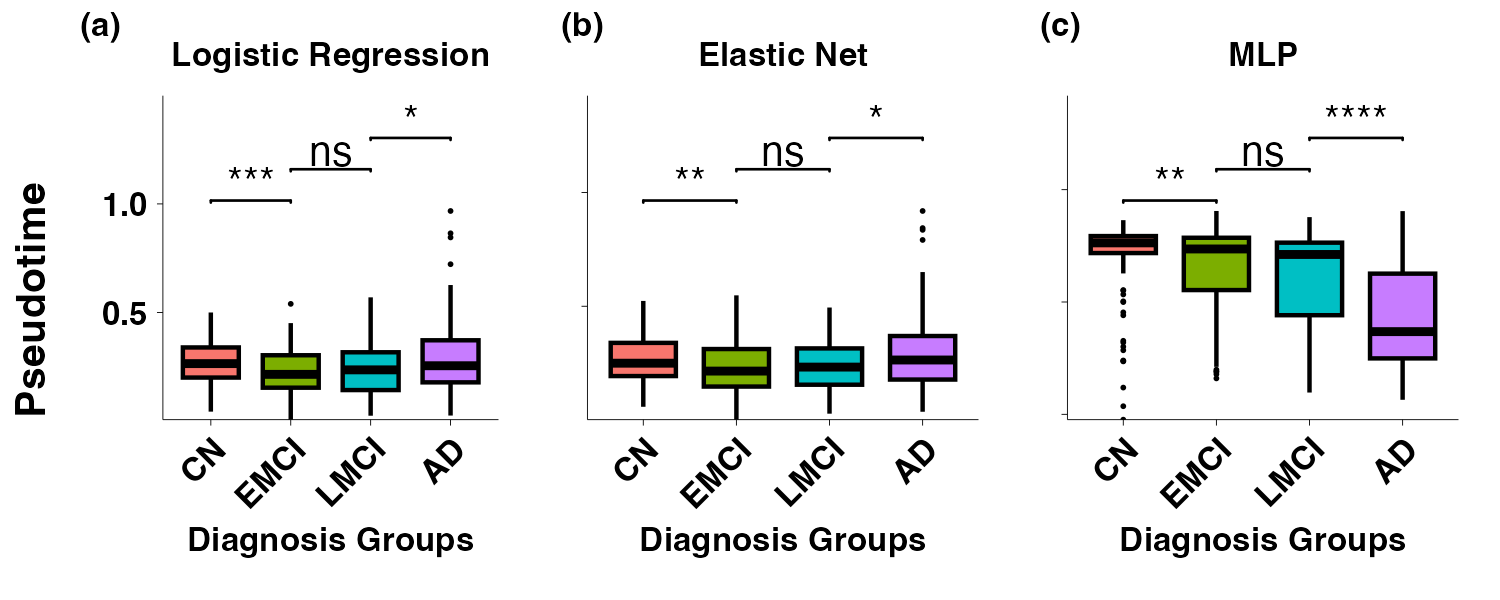 (a)
Logistic Regression
(b)
Elastic Net
(c)
MLP
Pseudotime
1.0
0.5
***
ns
*
**
ns
*
**
ns
****
CN
EMCI
LMCI
AD
CN
EMCI
LMCI
AD
CN
EMCI
LMCI
AD
Diagnosis Groups
Diagnosis Groups
Diagnosis Groups